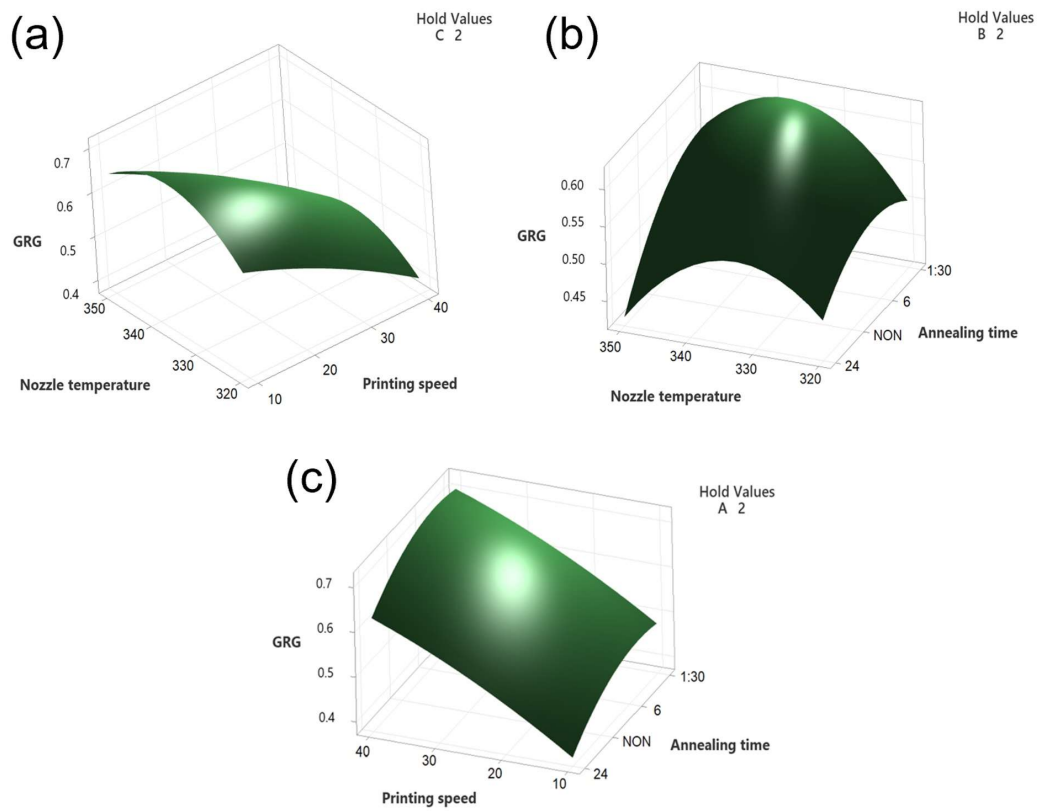 (a)
Hold Values
C 2
0.7
0.6
GRG
0.5
0.4
350
340
330
320
Nozzle temperature
10
20
30
40
Printing speed
(b)
Hold Values
B 2
0.60
0.55
GRG
0.50
0.45
350
340
330
320
Nozzle temperature
24
NON
6
1:30
Annealing time
(c)
Hold Values
A 2
0.7
0.6
GRG
0.5
0.4
40
30
20
10
Printing speed
24
NON
6
1:30
Annealing time